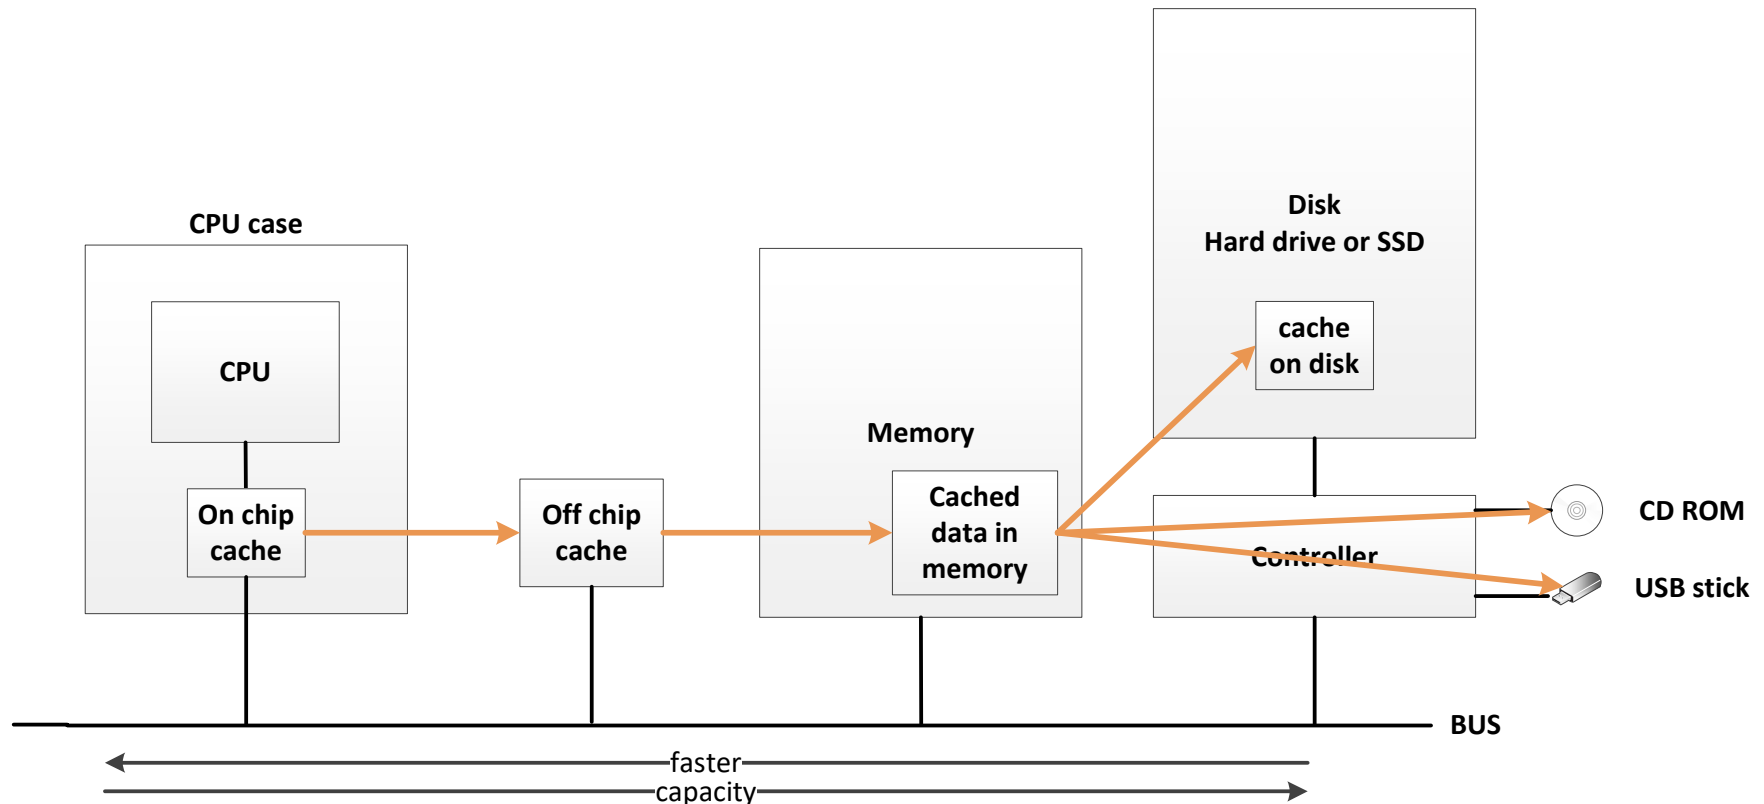 CPU case
CPU
On chip
cache
Off chip
cache
Memory
Cached
data in
memory
Disk
Hard drive or SSD
cache
on disk
Controller
CD ROM
USB stick
BUS
faster
capacity